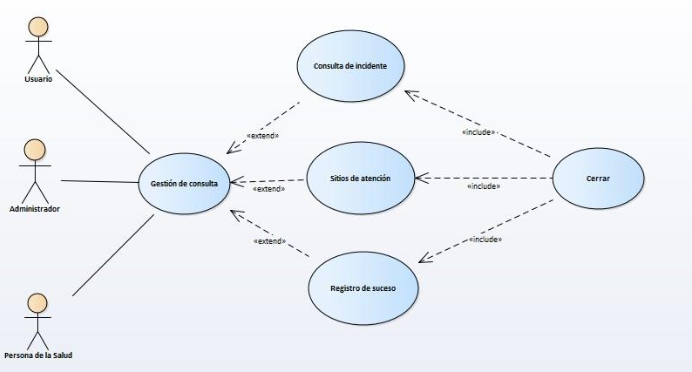 Usuario
Administrador
Persona de la Salud
Gestión de consulta
«extend»
«extend»
«extend»
Consulta de incidente
Sitios de atención
Registro de suceso
«include»
«include»
«include»
Cerrar